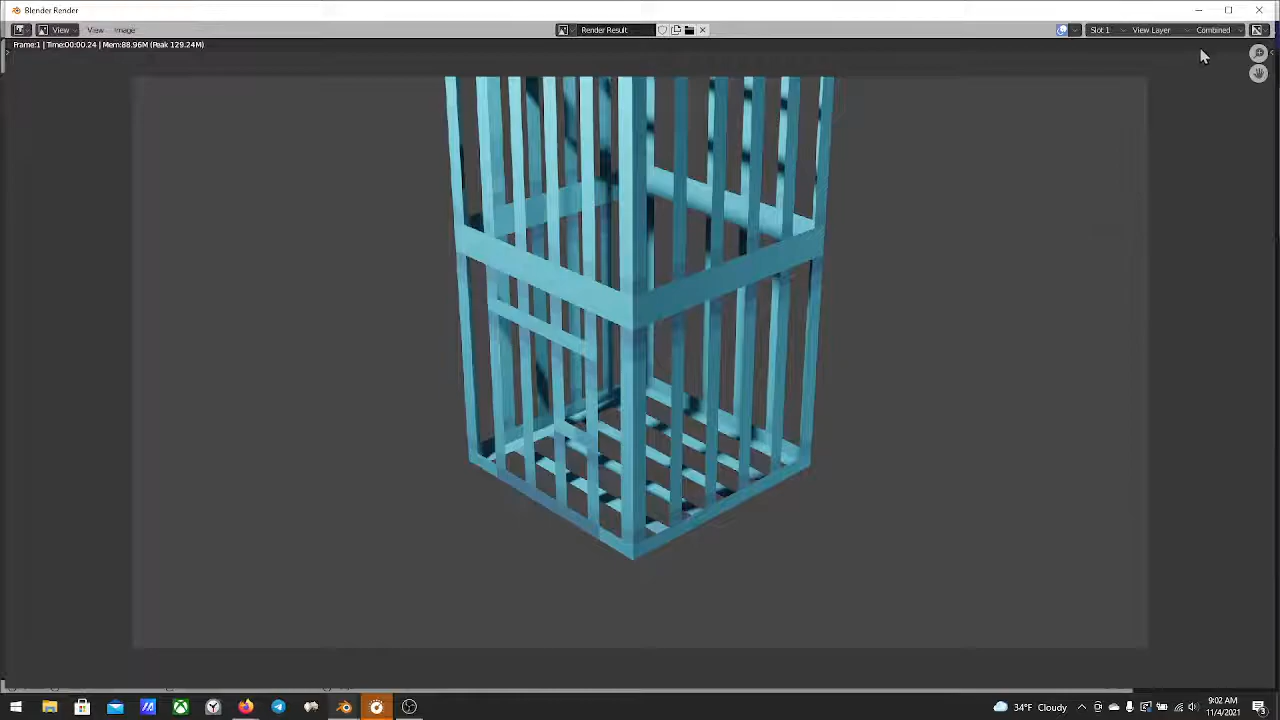 Blender Render
View View Image Render Result Slot 1 View Layer Combined
Frame:1 | Time:00:00.24 | Mem:88.96M (Peak 129.24M)
34°F Cloudy
9:02 AM
11/4/2021